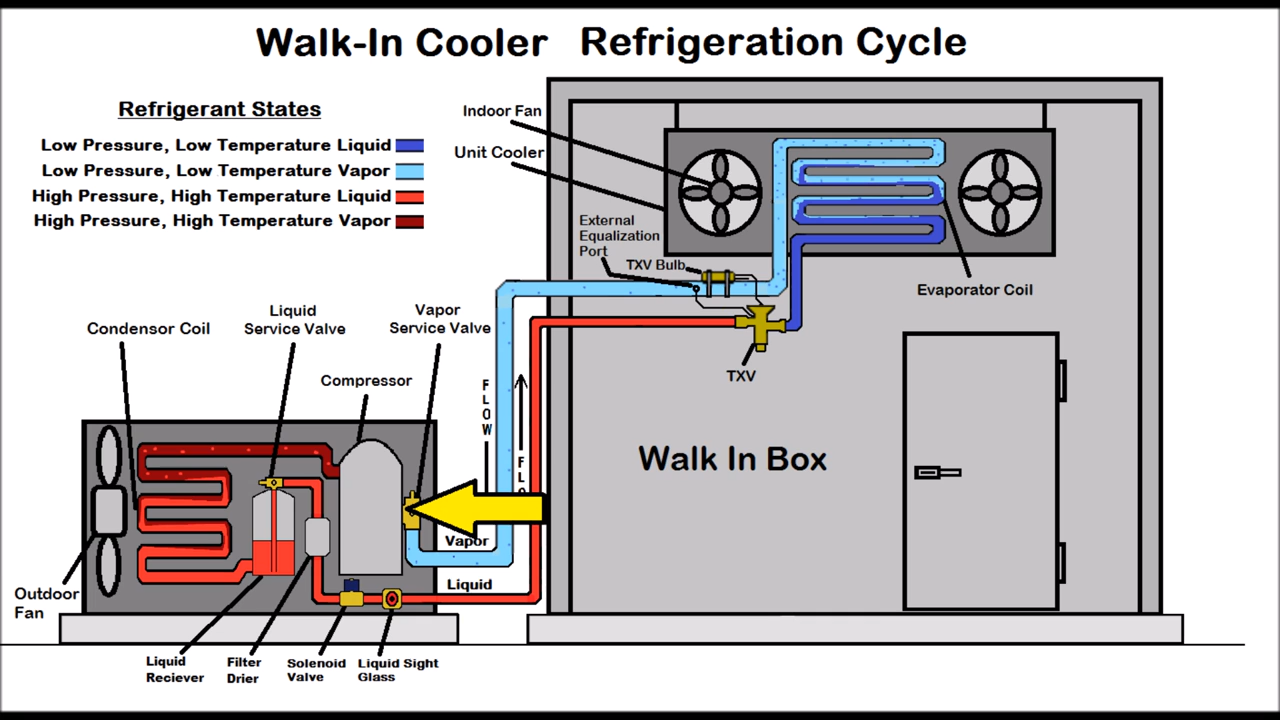 Walk-In Cooler Refrigeration Cycle
Refrigerant States
Low Pressure, Low Temperature Liquid
Low Pressure, Low Temperature Vapor
High Pressure, High Temperature Liquid
High Pressure, High Temperature Vapor
Indoor Fan
Unit Cooler
External
Equalization
Port
TXV Bulb
Evaporator Coil
TXV
Condensor Coil
Liquid
Service Valve
Vapor
Service Valve
Compressor
FLOW
FLO
Walk In Box
Vapor
Liquid
Outdoor
Fan
Liquid
Reciever
Filter
Drier
Solenoid
Valve
Liquid Sight
Glass